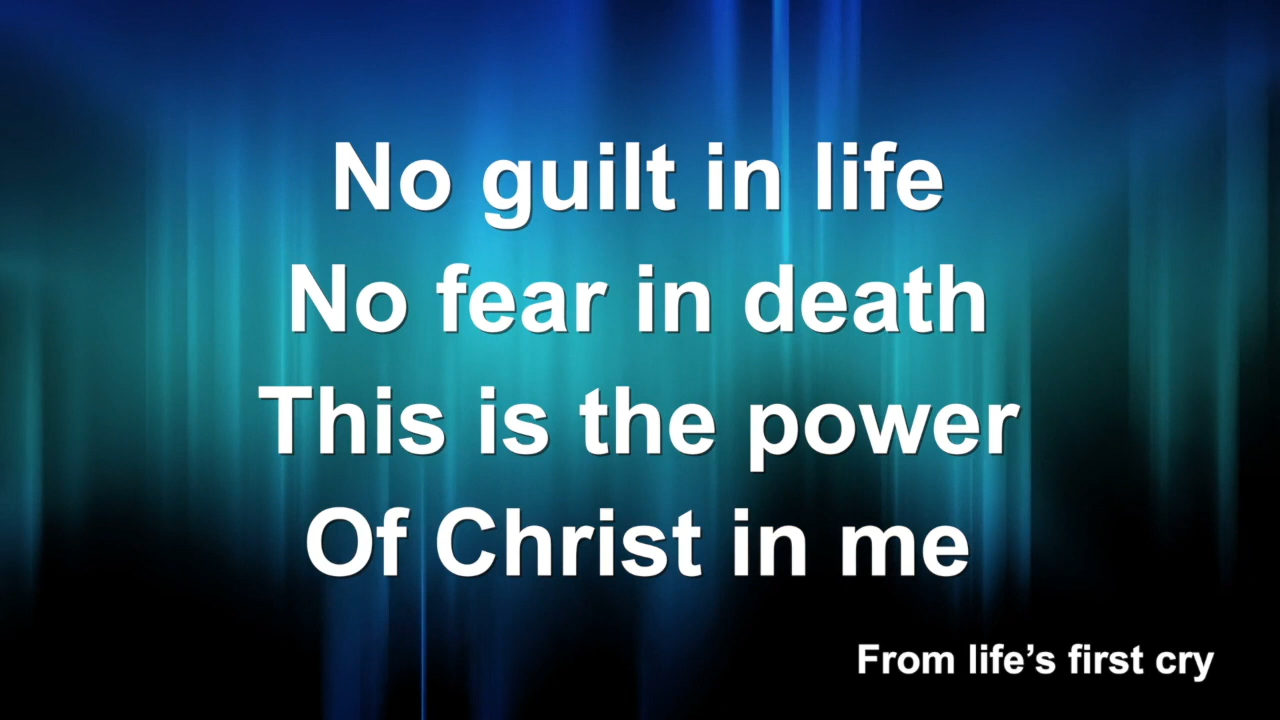 No guilt in life
No fear in death
This is the power
Of Christ in me
From life’s first cry